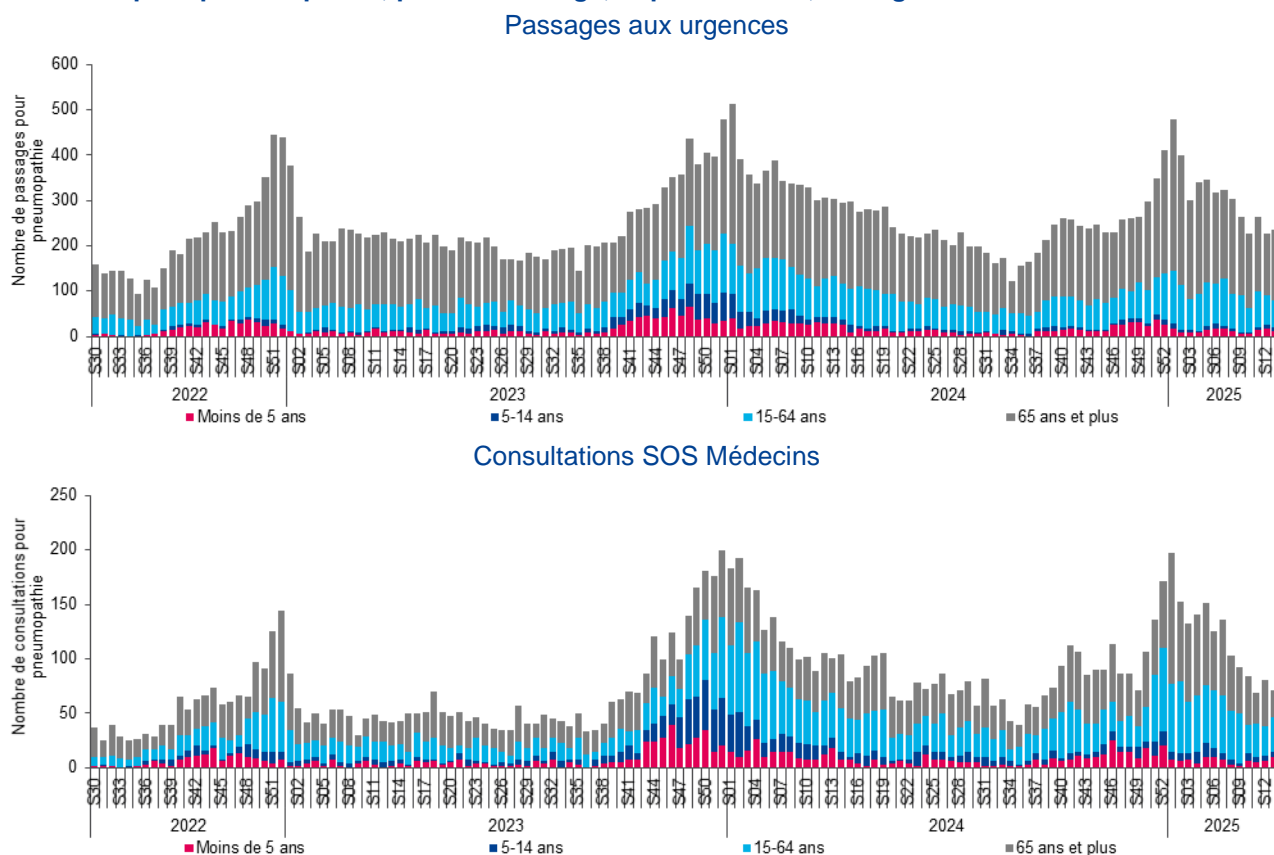 Passages aux urgences
Nombre de passages pour
pneumopathie
600
500
400
300
200
100
0
S30 S33 S36 S39 S42 S45 S48 S51 S02 S05 S08 S11 S14 S17 S20 S23 S26 S29 S32 S35 S38 S41 S44 S47 S50 S01 S04 S07 S10 S13 S16 S19 S22 S25 S28 S31 S34 S37 S40 S43 S46 S49 S52 S03 S06 S09 S12
2022 2023 2024 2025
Moins de 5 ans 5-14 ans 15-64 ans 65 ans et plus
Consultations SOS Médecins
Nombre de consultations pour
pneumopathie
250
200
150
100
50
0
S30 S33 S36 S39 S42 S45 S48 S51 S02 S05 S08 S11 S14 S17 S20 S23 S26 S29 S32 S35 S38 S41 S44 S47 S50 S01 S04 S07 S10 S13 S16 S19 S22 S25 S28 S31 S34 S37 S40 S43 S46 S49 S52 S03 S06 S09 S12
2022 2023 2024 2025
Moins de 5 ans 5-14 ans 15-64 ans 65 ans et plus